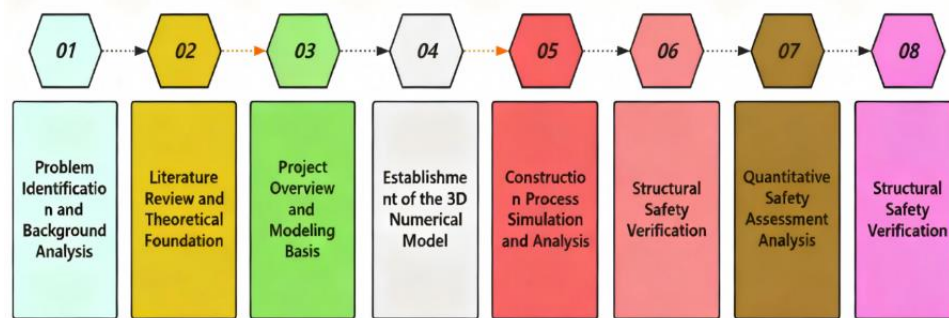 01
02
03
04
05
06
07
08
Problem
Identificatio
n and
Background
Analysis
Literature
Review and
Theoretical
Foundation
Project
Overview
and
Modeling
Basis
Establishme
nt of the 3D
Numerical
Model
Constructio
n Process
Simulation
and Analysis
Structural
Safety
Verification
Quantitative
Safety
Assessment
Analysis
Structural
Safety
Verification